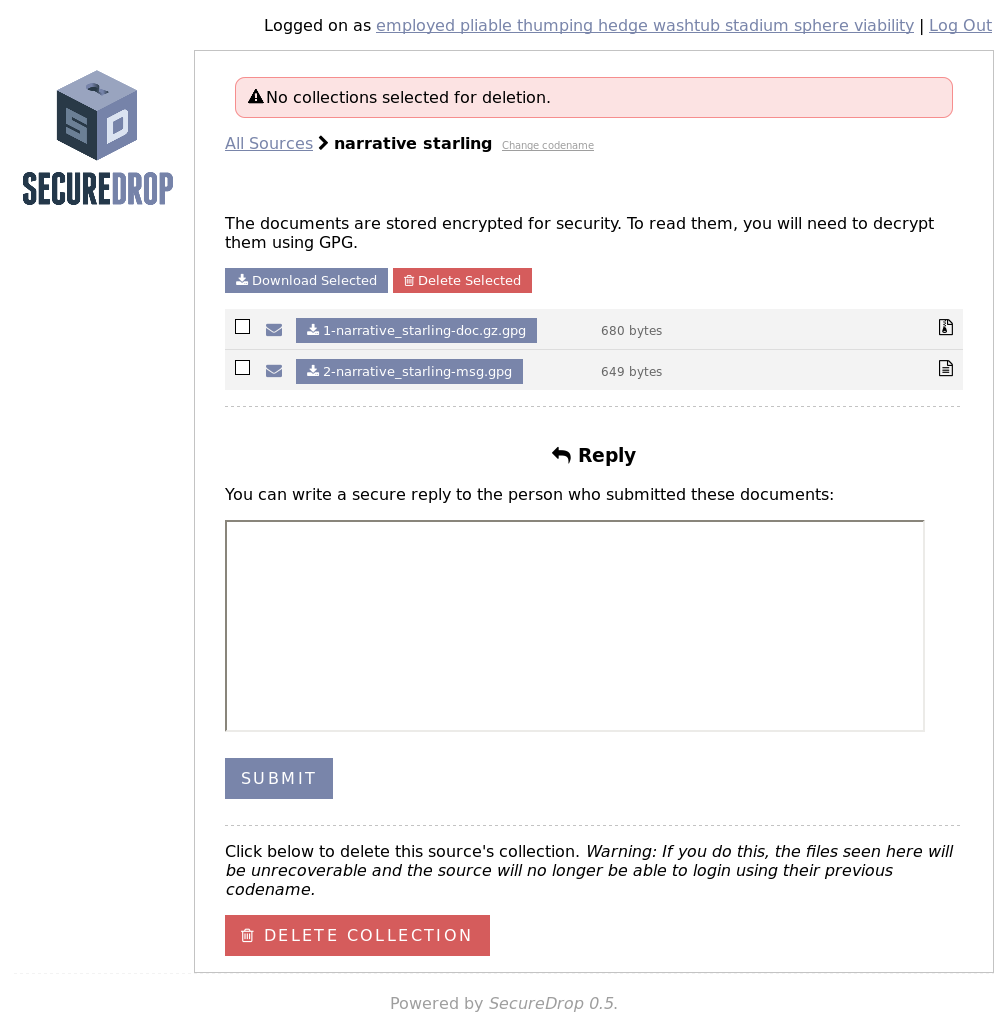 Logged on as employed pliable thumping hedge washtub stadium sphere viability | Log Out
SD
SECUREDROP
No collections selected for deletion.
All Sources narrative starling Change codename
The documents are stored encrypted for security. To read them, you will need to decrypt
them using GPG.
Download Selected Delete Selected
1-narrative_starling-doc.gz.gpg 680 bytes
2-narrative_starling-msg.gpg 649 bytes
Reply
You can write a secure reply to the person who submitted these documents:
SUBMIT
Click below to delete this source's collection. Warning: If you do this, the files seen here will
be unrecoverable and the source will no longer be able to login using their previous
codename.
DELETE COLLECTION
Powered by SecureDrop 0.5.